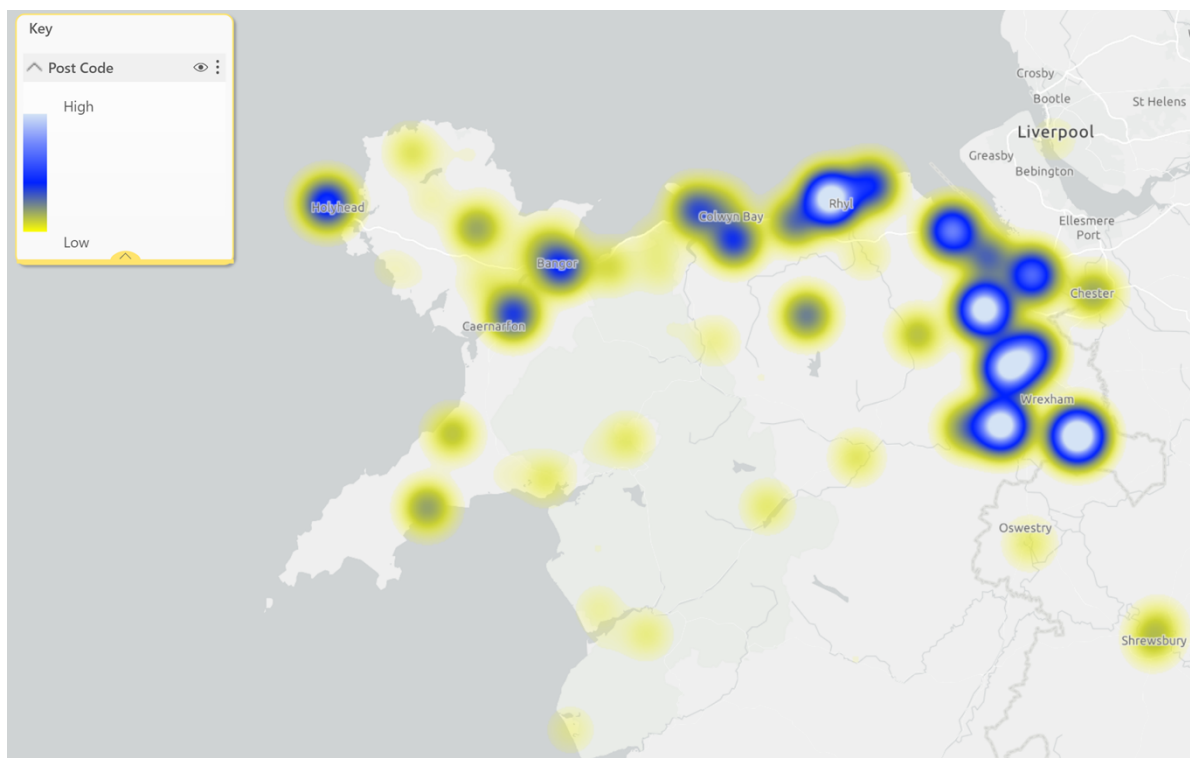 Key
Post Code
High
Low
Crosby
Bootle
St Helens
Liverpool
Greasby
Bebington
Ellesmere
Port
Holyhead
Rhyl
Colwyn Bay
Bangor
Chester
Caernarfon
Wrexham
Oswestry
Shrewsbury